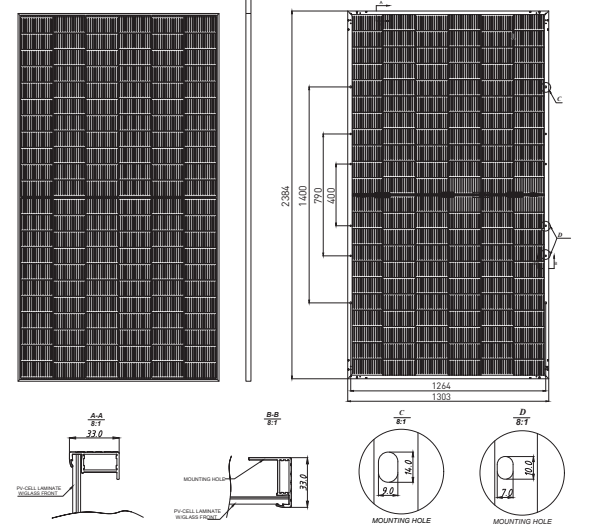 A
C
2384
1400
790
400
D
B
1264
1303
A-A
8:1
33.0
PV-CELL LAMINATE
W/GLASS FRONT
B-B
8:1
MOUNTING HOLE
33.0
PV-CELL LAMINATE
W/GLASS FRONT
C
8:1
14.0
9.0
MOUNTING HOLE
D
8:1
10.0
7.0
MOUNTING HOLE